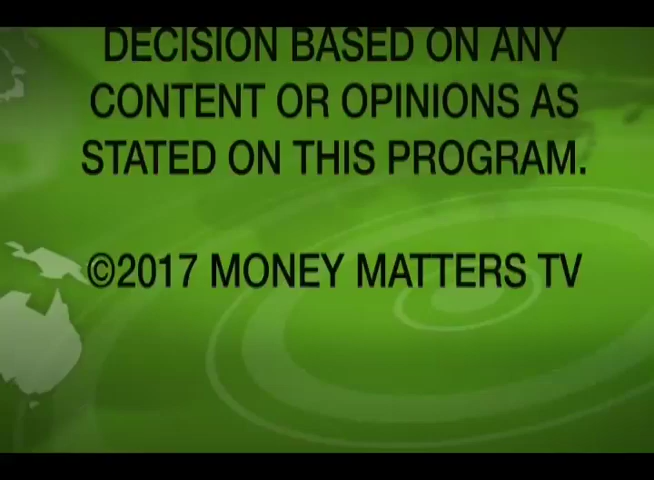 DECISION BASED ON ANY
CONTENT OR OPINIONS AS
STATED ON THIS PROGRAM.
©2017 MONEY MATTERS TV